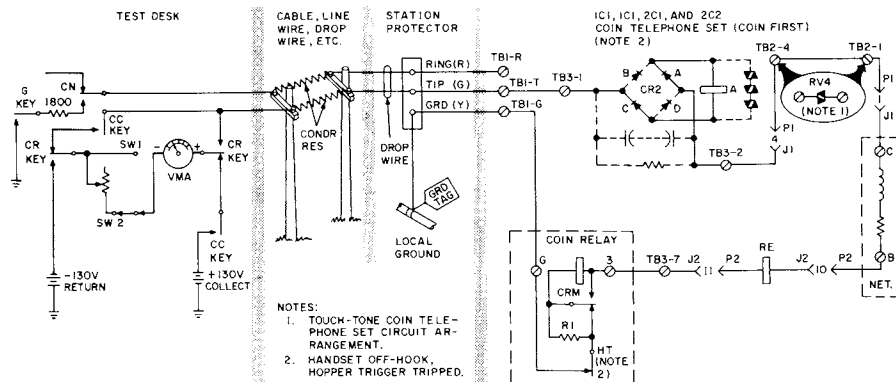 TEST DESK
CABLE, LINE
WIRE, DROP
WIRE, ETC.
STATION
PROTECTOR
1C1, 1C1, 2C1, AND 2C2
COIN TELEPHONE SET (COIN FIRST)
(NOTE 2)
G
KEY
1800
CN
CC
KEY
CR
KEY
SW1
SW 2
- +
VMA
CR
KEY
CC
KEY
-130V
RETURN
+130V
COLLECT
CONDR
RES
RING(R)
TIP (G)
GRD (Y)
DROP
WIRE
GRD
TAG
LOCAL
GROUND
TB1-R
TB1-T
TB1-G
TB3-1
B
A
CR2
C
D
A
TB3-2
TB2-4
TB2-1
RV4
(NOTE 1)
P1
4
J1
P1
J1
C
B
NET.
COIN RELAY
G
3
CRM
R1
HT (NOTE
2)
TB3-7
J2
11
P2
RE
J2
10
P2
NOTES:
1. TOUCH-TONE COIN TELE-
PHONE SET CIRCUIT AR-
RANGEMENT.
2. HANDSET OFF-HOOK,
HOPPER TRIGGER TRIPPED.